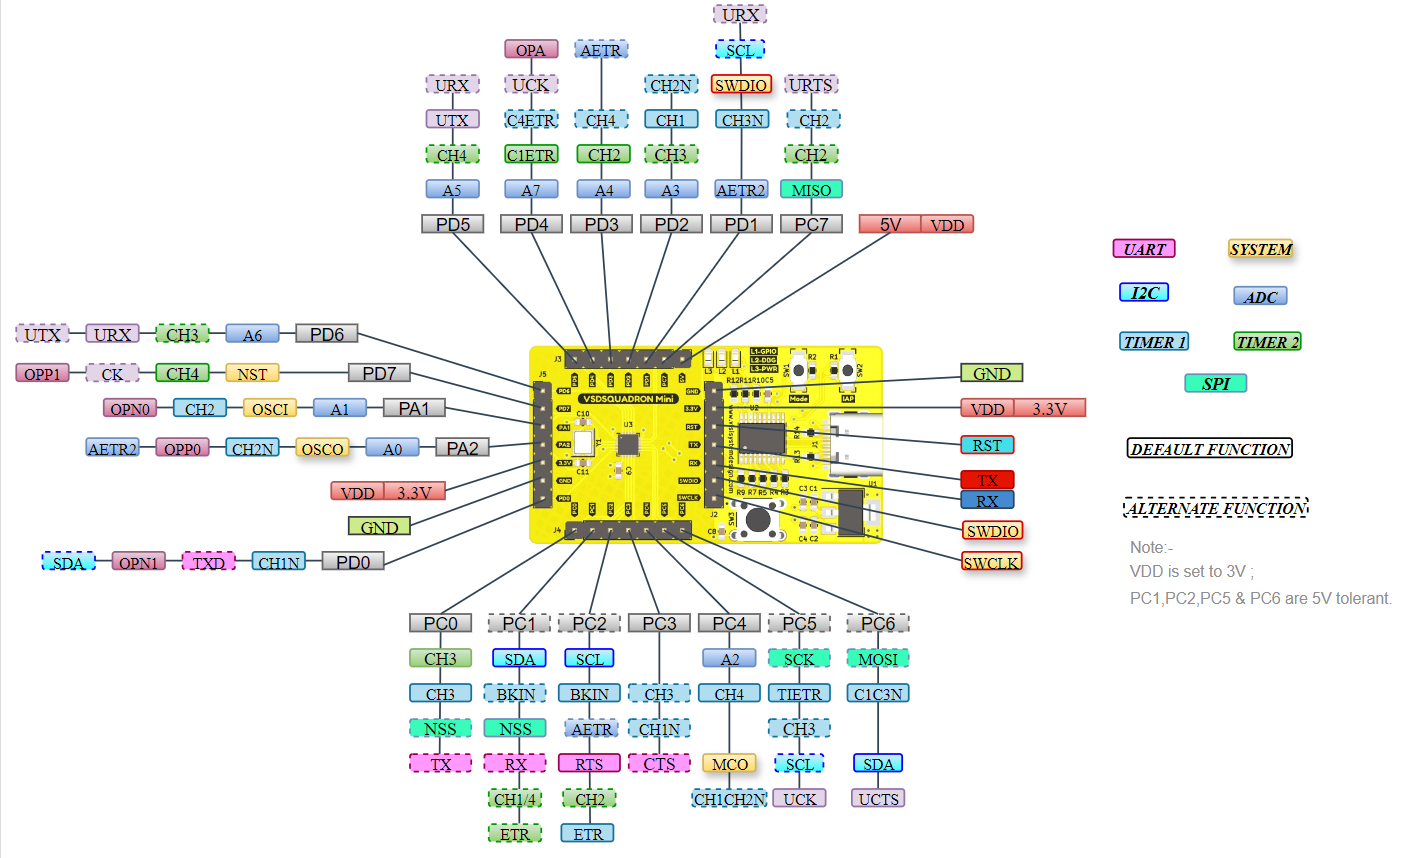 URX
OPA AETR SCL
URX UCK CH2N SWDIO URTS
UTX C4ETR CH4 CH1 CH3N CH2
CH4 C1ETR CH2 CH3 CH2
A5 A7 A4 A3 AETR2 MISO
PD5 PD4 PD3 PD2 PD1 PC7 5V VDD
UART SYSTEM
I2C ADC
TIMER 1 TIMER 2
SPI
DEFAULT FUNCTION
ALTERNATE FUNCTION
Note:-
VDD is set to 3V ;
PC1,PC2,PC5 & PC6 are 5V tolerant.
UTX URX CH3 A6 PD6
OPP1 CK CH4 NST PD7
OPN0 CH2 OSCI A1 PA1
AETR2 OPP0 CH2N OSCO A0 PA2
VDD 3.3V
GND
SDA OPN1 TXD CH1N PD0
J3
L1-GPIO
L2-DDG
L3-PWR
L3 L2 L1
R2 R1
SW1 SW2
R12R11R10C5
Mode IAP
J5
VSDSQUADRON Mini
PD6
PD7
PA1
PA2
3.3V
GND
PD0
C10
U3
Y1
C11
C9
GND
3.3V
RST
TX
RX
SWDIO
SWCLK
U2
R14
R13
J1
R9 R7 R5 R4 R3
C3 C1
U1
J4
J2
C8
SW3
C4 C2
GND
VDD 3.3V
RST
TX
RX
SWDIO
SWCLK
PC0 PC1 PC2 PC3 PC4 PC5 PC6
CH3 SDA SCL A2 SCK MOSI
CH3 BKIN BKIN CH3 CH4 TIETR C1C3N
NSS NSS AETR CH1N CH3
TX RX RTS CTS MCO SCL SDA
CH1/4 CH2 CH1CH2N UCK UCTS
ETR ETR